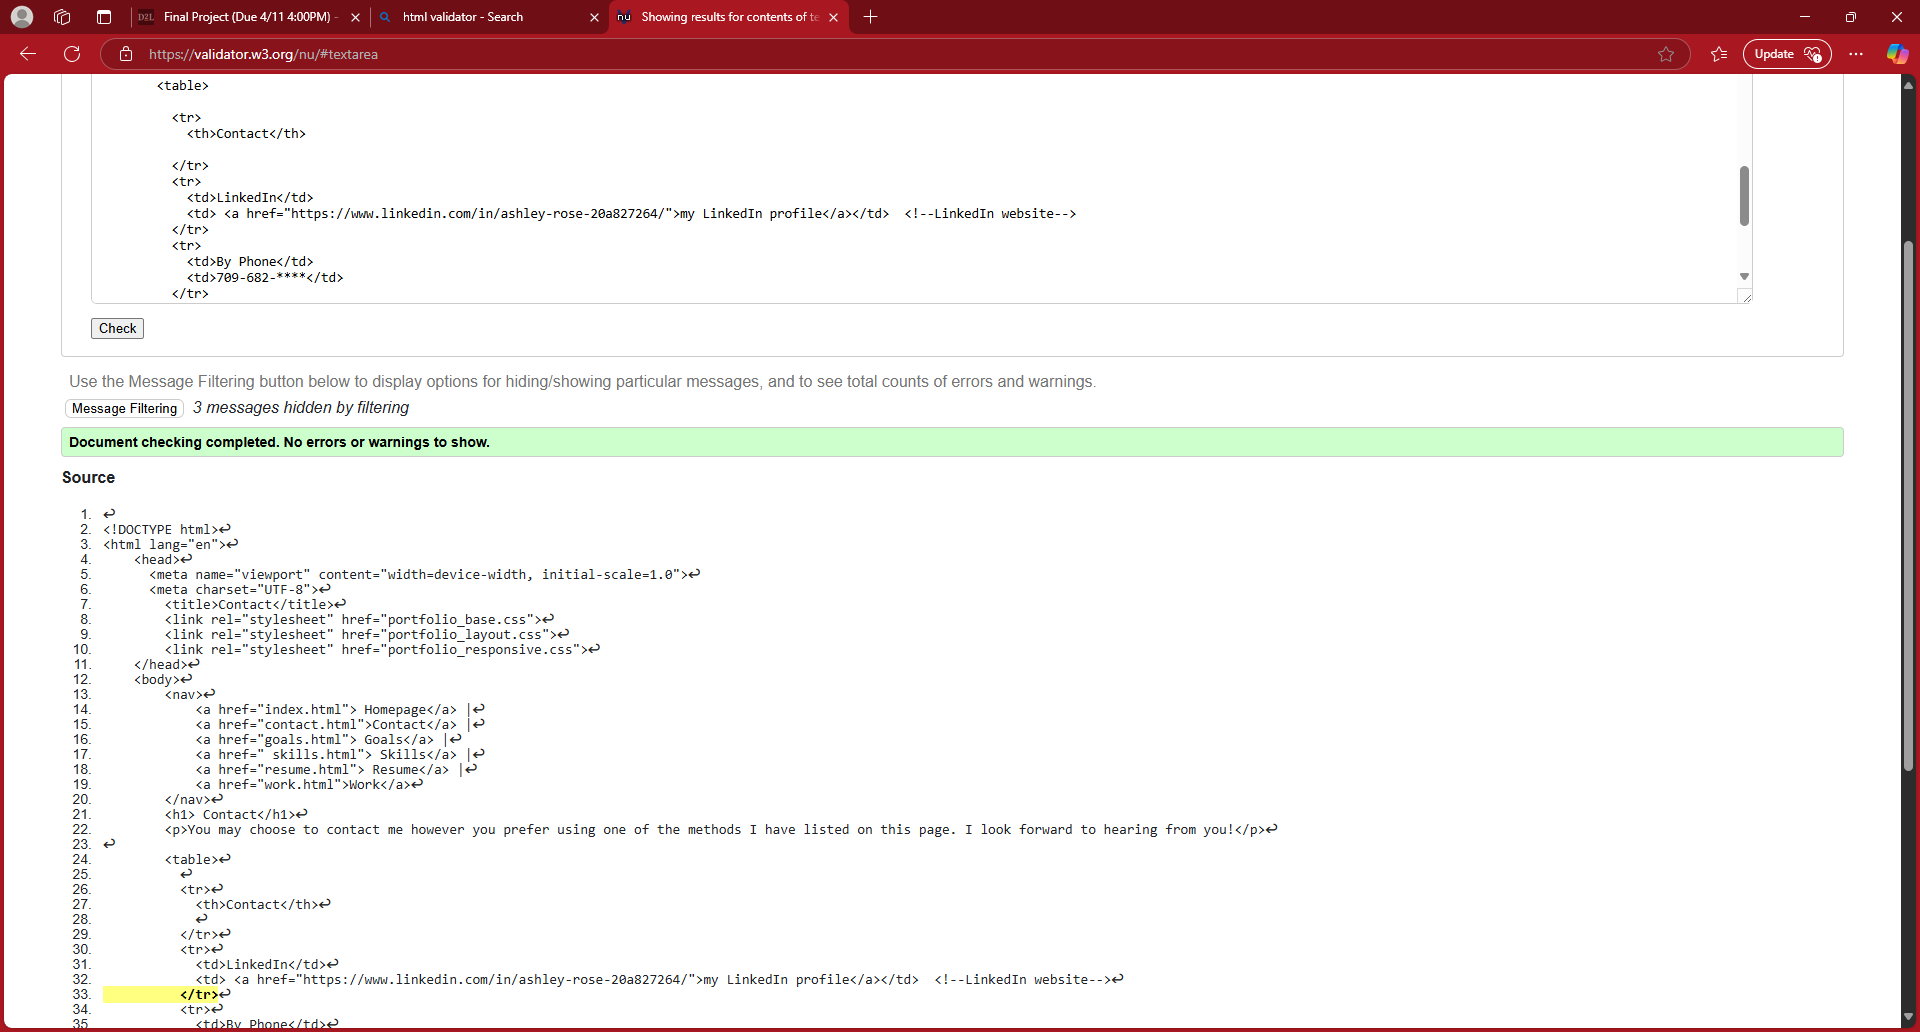 D2L Final Project (Due 4/11 4:00PM) -
html validator - Search
nu Showing results for contents of te
https://validator.w3.org/nu/#textarea
Update
<table>
<tr>
<th>Contact</th>
</tr>
<tr>
<td>LinkedIn</td>
<td> <a href="https://www.linkedin.com/in/ashley-rose-20a827264/">my LinkedIn profile</a></td>  <!--LinkedIn website-->
</tr>
<tr>
<td>By Phone</td>
<td>709-682-****</td>
</tr>
Check
Use the Message Filtering button below to display options for hiding/showing particular messages, and to see total counts of errors and warnings.
Message Filtering 3 messages hidden by filtering
Document checking completed. No errors or warnings to show.
Source
1. ↩
2. <!DOCTYPE html>↩
3. <html lang="en">↩
4. <head>↩
5. <meta name="viewport" content="width=device-width, initial-scale=1.0">↩
6. <meta charset="UTF-8">↩
7. <title>Contact</title>↩
8. <link rel="stylesheet" href="portfolio_base.css">↩
9. <link rel="stylesheet" href="portfolio_layout.css">↩
10. <link rel="stylesheet" href="portfolio_responsive.css">↩
11. </head>↩
12. <body>↩
13. <nav>↩
14. <a href="index.html"> Homepage</a> |↩
15. <a href="contact.html">Contact</a> |↩
16. <a href="goals.html"> Goals</a> |↩
17. <a href=" skills.html"> Skills</a> |↩
18. <a href="resume.html"> Resume</a> |↩
19. <a href="work.html">Work</a>↩
20. </nav>↩
21. <h1> Contact</h1>↩
22. <p>You may choose to contact me however you prefer using one of the methods I have listed on this page. I look forward to hearing from you!</p>↩
23. ↩
24. <table>↩
25. ↩
26. <tr>↩
27. <th>Contact</th>↩
28. ↩
29. </tr>↩
30. <tr>↩
31. <td>LinkedIn</td>↩
32. <td> <a href="https://www.linkedin.com/in/ashley-rose-20a827264/">my LinkedIn profile</a></td>  <!--LinkedIn website-->↩
33. </tr>↩
34. <tr>↩
35. <td>By Phone</td>↩